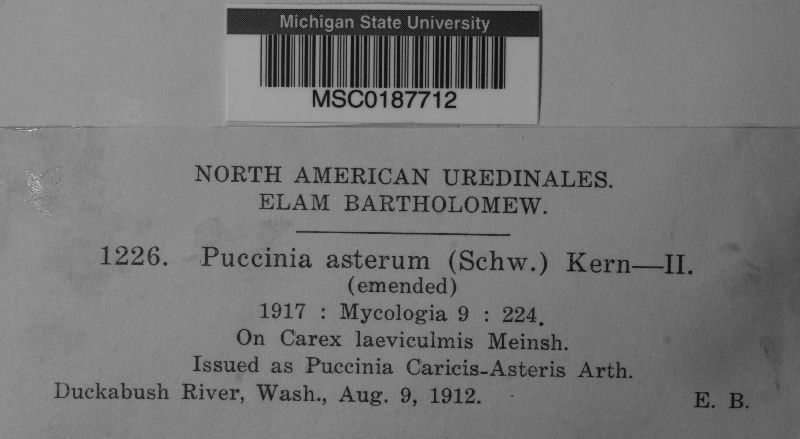 Michigan State University
MSC0187712
NORTH AMERICAN UREDINALES.
ELAM BARTHOLOMEW.
1226. Puccinia asterum (Schw.) Kern—II.
(emended)
1917 : Mycologia 9 : 224.
On Carex laeviculmis Meinsh.
Issued as Puccinia Caricis-Asteris Arth.
Duckabush River, Wash., Aug. 9, 1912. E. B.